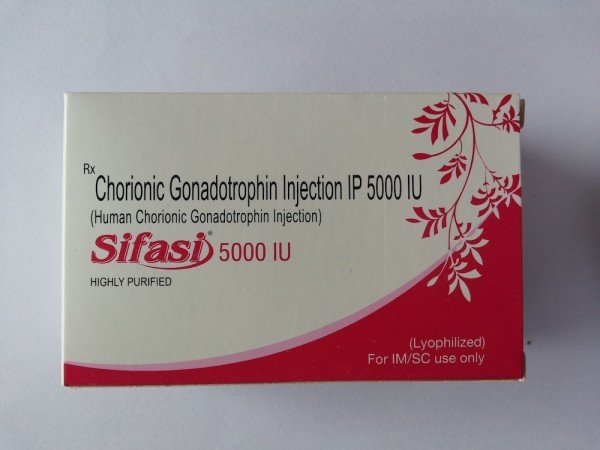 Rx Chorionic Gonadotrophin Injection IP 5000 IU
(Human Chorionic Gonadotrophin Injection)
Sifasi® 5000 IU
HIGHLY PURIFIED
(Lyophilized)
For IM/SC use only